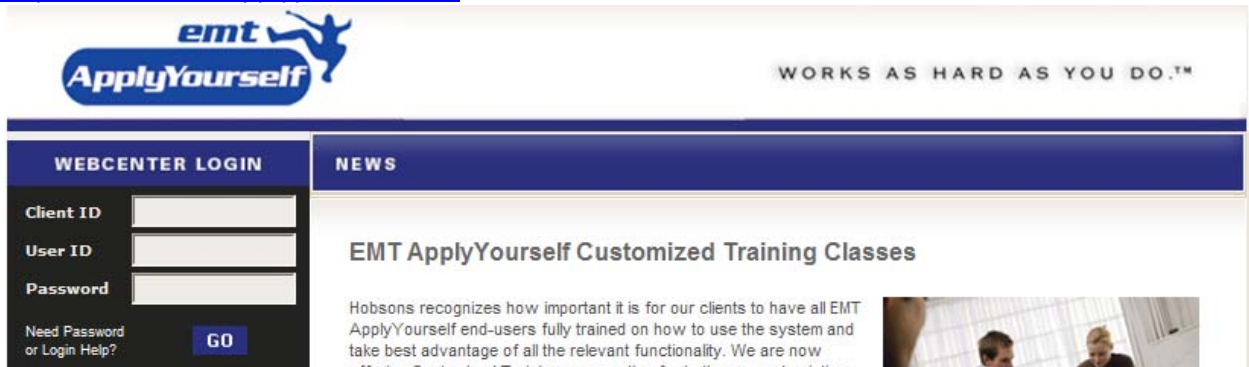 emt
ApplyYourself
WORKS AS HARD AS YOU DO.™
WEBCENTER LOGIN
NEWS
Client ID
User ID
Password
Need Password
or Login Help?
GO
EMT ApplyYourself Customized Training Classes
Hobsons recognizes how important it is for our clients to have all EMT
ApplyYourself end-users fully trained on how to use the system and
take best advantage of all the relevant functionality. We are now